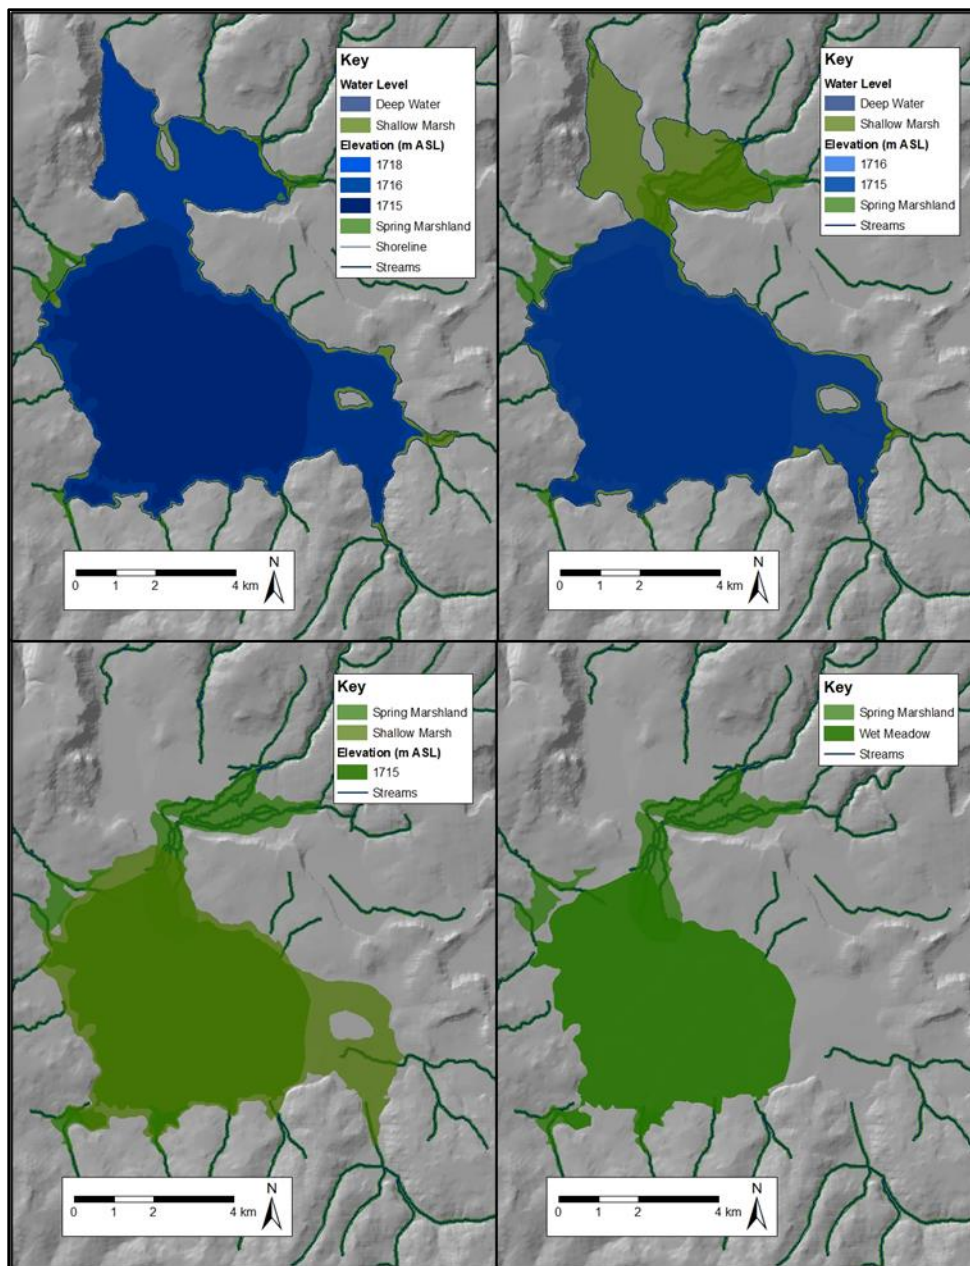 Key
Water Level
Deep Water
Shallow Marsh
Elevation (m ASL)
1718
1716
1715
Spring Marshland
Shoreline
Streams
N
0 1 2 4 km
Key
Water Level
Deep Water
Shallow Marsh
Elevation (m ASL)
1716
1715
Spring Marshland
Streams
N
0 1 2 4 km
Key
Spring Marshland
Shallow Marsh
Elevation (m ASL)
1715
Streams
N
0 1 2 4 km
Key
Spring Marshland
Wet Meadow
Streams
N
0 1 2 4 km